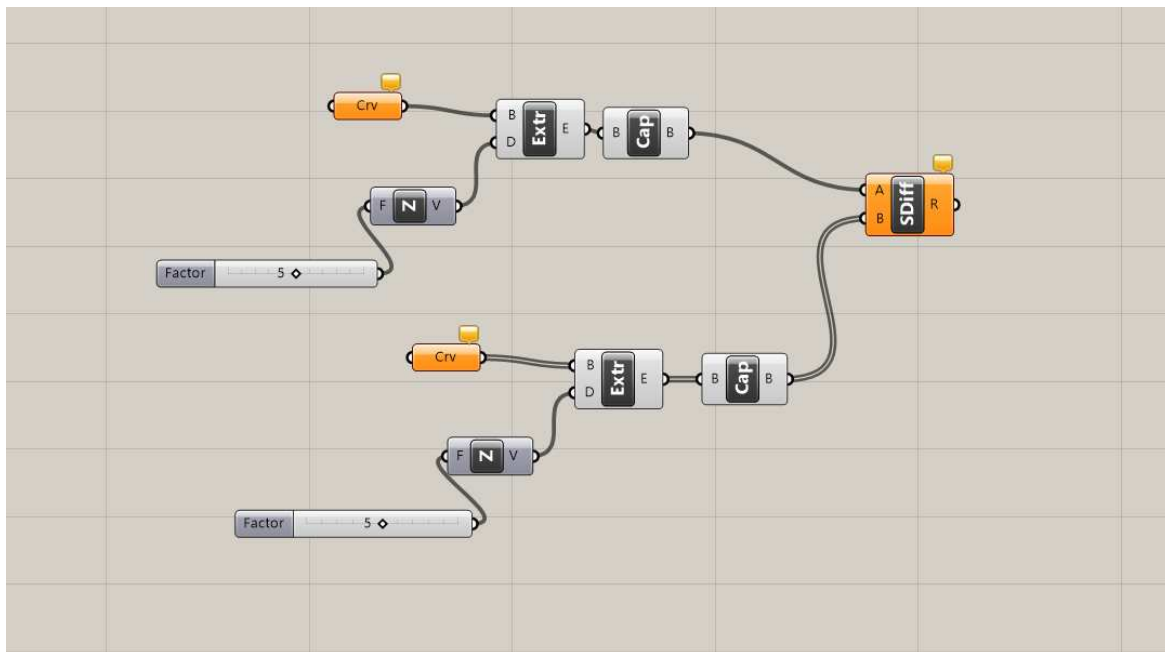 Crv
B Extr E
D
B Cap B
F Z V
Factor 5
A SDiff R
B
Crv
B Extr E
D
B Cap B
F Z V
Factor 5